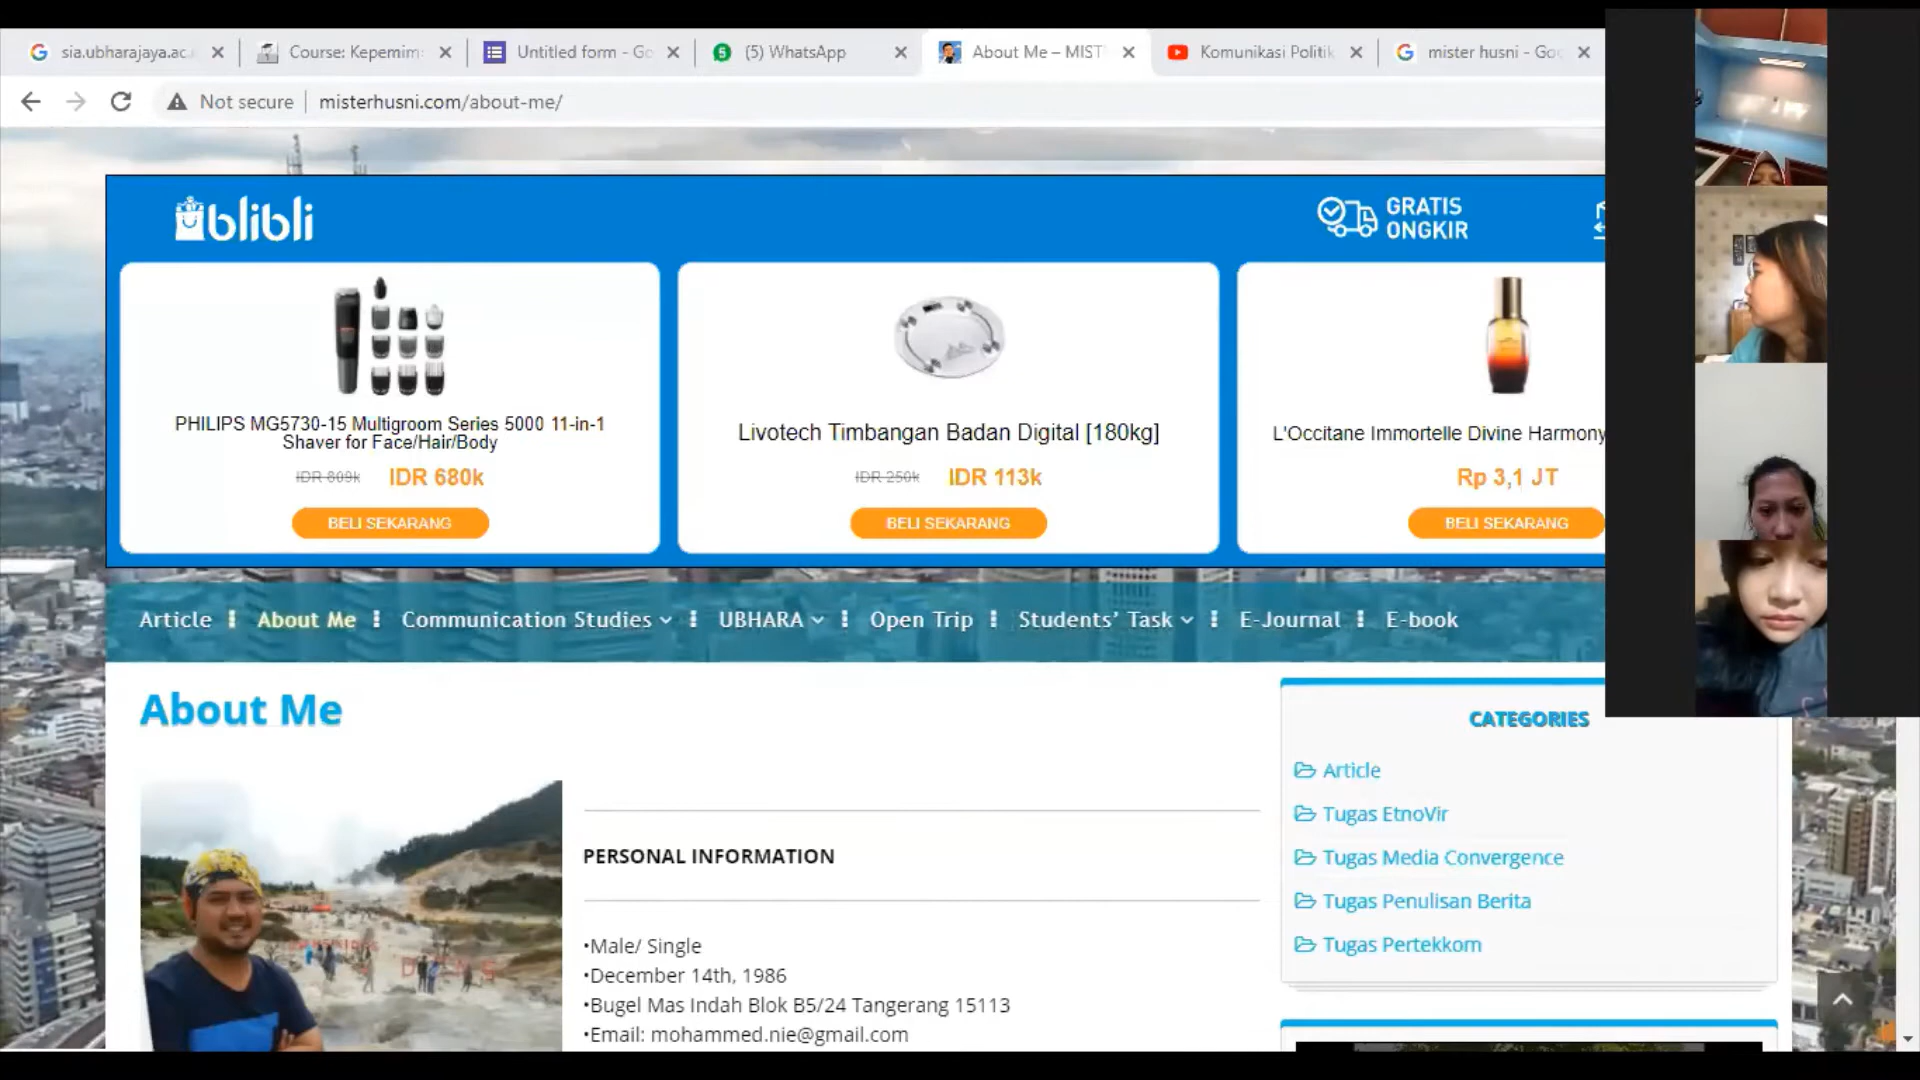 sia.ubharajaya.ac.
Course: Kepemim
Untitled form - Go
(5) WhatsApp
About Me – MIST
Komunikasi Politik
mister husni - Goo
Not secure
misterhusni.com/about-me/
blibli
GRATIS
ONGKIR
PHILIPS MG5730-15 Multigroom Series 5000 11-in-1
Shaver for Face/Hair/Body
IDR 809k IDR 680k
BELI SEKARANG
Livotech Timbangan Badan Digital [180kg]
IDR 250k IDR 113k
BELI SEKARANG
L'Occitane Immortelle Divine Harmony
Rp 3,1 JT
BELI SEKARANG
Article
About Me
Communication Studies
UBHARA
Open Trip
Students' Task
E-Journal
E-book
About Me
PERSONAL INFORMATION
•Male/ Single
•December 14th, 1986
•Bugel Mas Indah Blok B5/24 Tangerang 15113
•Email: mohammed.nie@gmail.com
CATEGORIES
Article
Tugas EtnoVir
Tugas Media Convergence
Tugas Penulisan Berita
Tugas Pertekkom